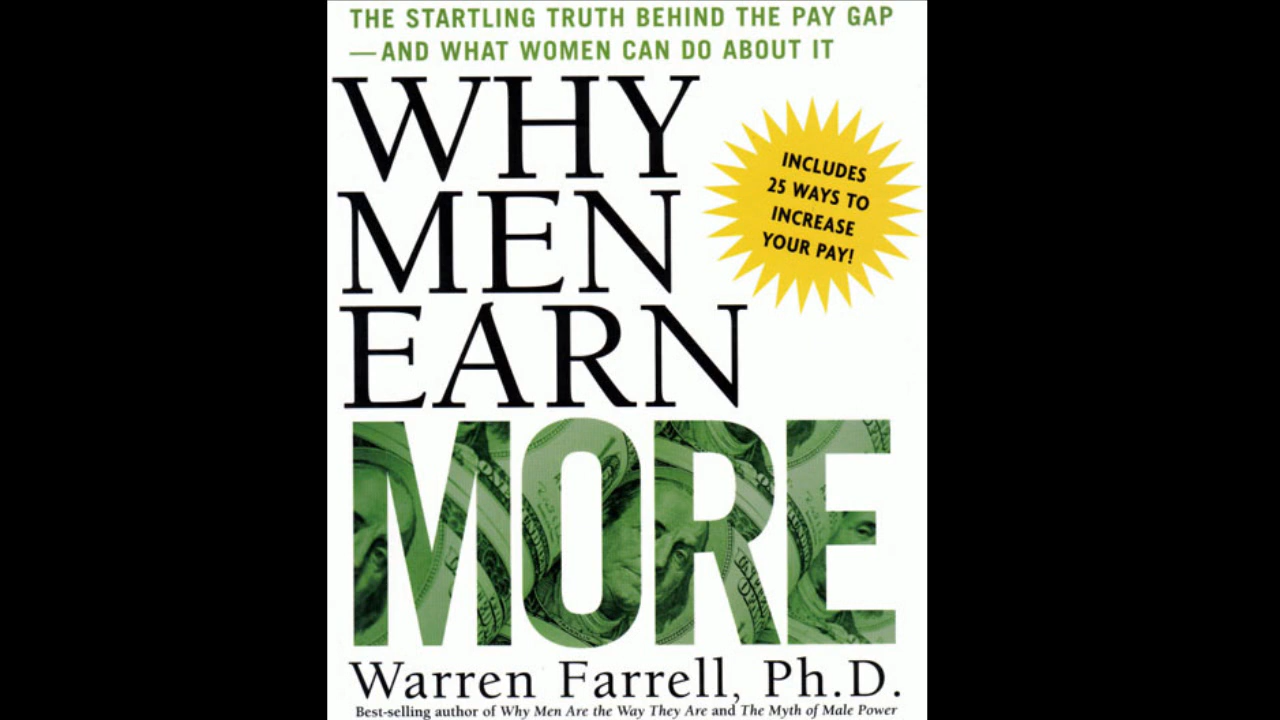 THE STARTLING TRUTH BEHIND THE PAY GAP
—AND WHAT WOMEN CAN DO ABOUT IT
WHY
MEN
EARN
MORE
INCLUDES
25 WAYS TO
INCREASE
YOUR PAY!
Warren Farrell, Ph.D.
Best-selling author of Why Men Are the Way They Are and The Myth of Male Power